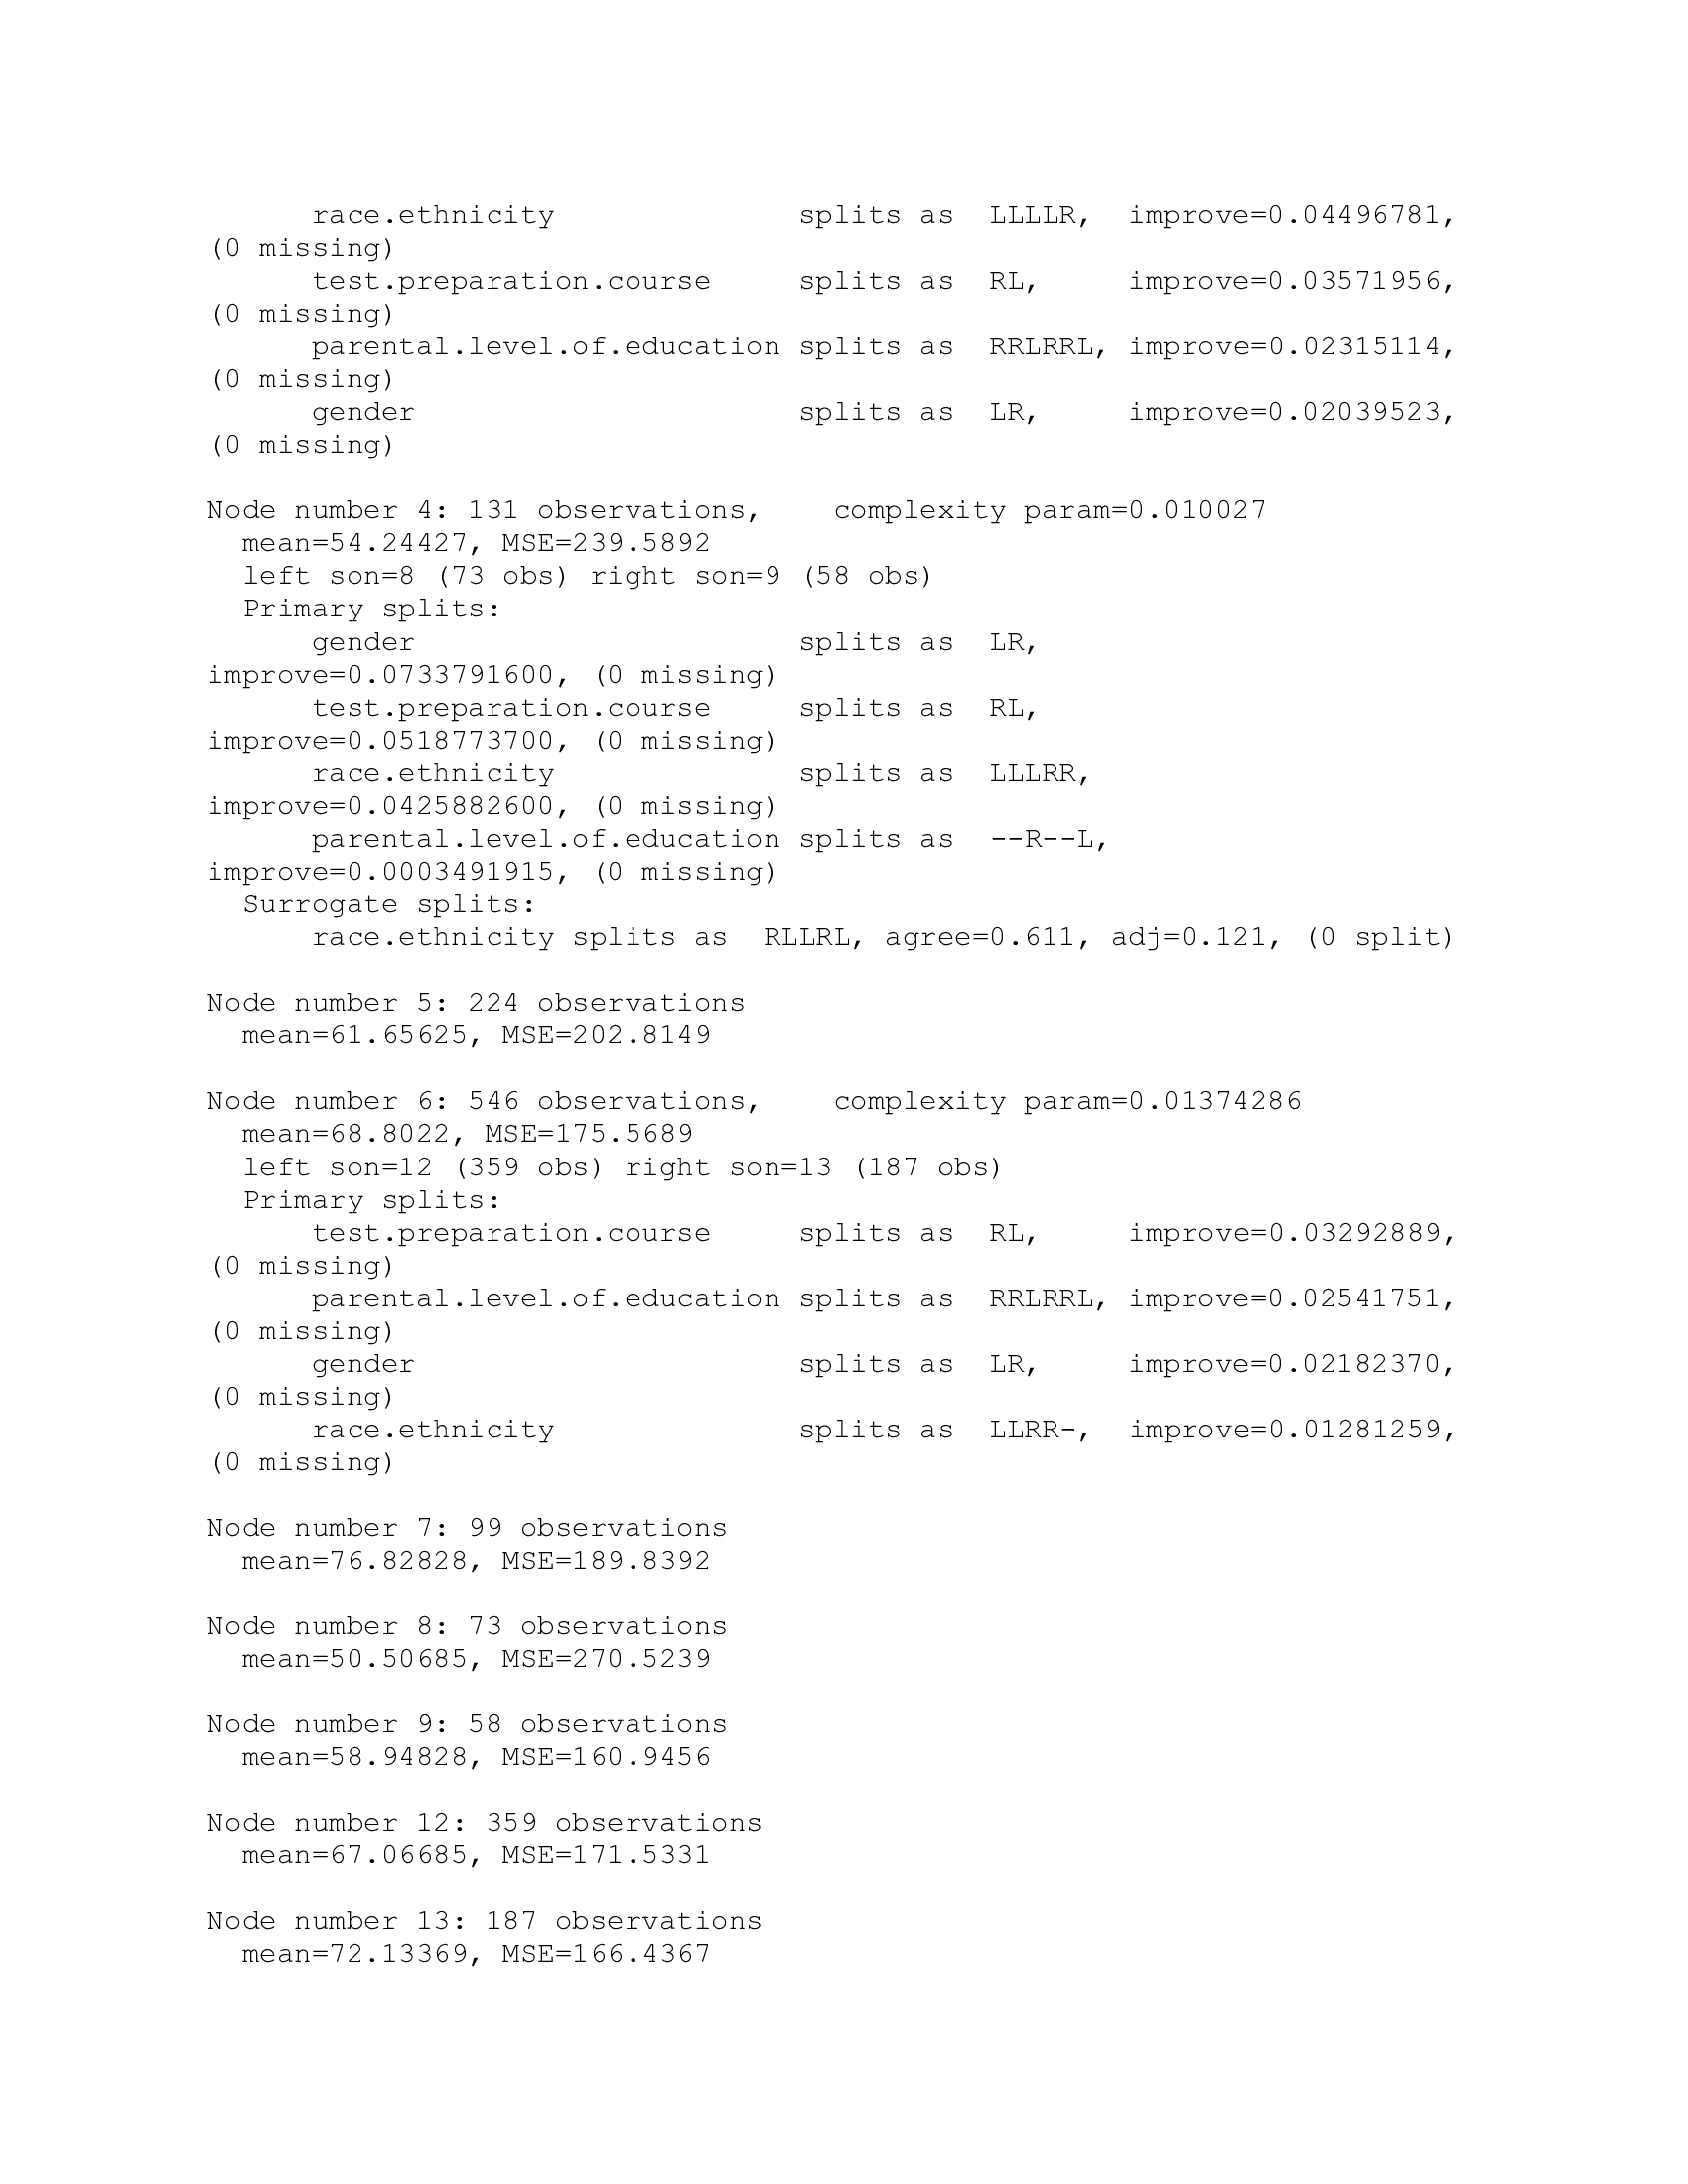 race.ethnicity splits as LLLLR, improve=0.04496781,
(0 missing)
test.preparation.course splits as RL, improve=0.03571956,
(0 missing)
parental.level.of.education splits as RRLRRL, improve=0.02315114,
(0 missing)
gender splits as LR, improve=0.02039523,
(0 missing)
Node number 4: 131 observations, complexity param=0.010027
mean=54.24427, MSE=239.5892
left son=8 (73 obs) right son=9 (58 obs)
Primary splits:
gender splits as LR,
improve=0.0733791600, (0 missing)
test.preparation.course splits as RL,
improve=0.0518773700, (0 missing)
race.ethnicity splits as LLLRR,
improve=0.0425882600, (0 missing)
parental.level.of.education splits as --R--L,
improve=0.0003491915, (0 missing)
Surrogate splits:
race.ethnicity splits as RLLRL, agree=0.611, adj=0.121, (0 split)
Node number 5: 224 observations
mean=61.65625, MSE=202.8149
Node number 6: 546 observations, complexity param=0.01374286
mean=68.8022, MSE=175.5689
left son=12 (359 obs) right son=13 (187 obs)
Primary splits:
test.preparation.course splits as RL, improve=0.03292889,
(0 missing)
parental.level.of.education splits as RRLRRL, improve=0.02541751,
(0 missing)
gender splits as LR, improve=0.02182370,
(0 missing)
race.ethnicity splits as LLRR-, improve=0.01281259,
(0 missing)
Node number 7: 99 observations
mean=76.82828, MSE=189.8392
Node number 8: 73 observations
mean=50.50685, MSE=270.5239
Node number 9: 58 observations
mean=58.94828, MSE=160.9456
Node number 12: 359 observations
mean=67.06685, MSE=171.5331
Node number 13: 187 observations
mean=72.13369, MSE=166.4367